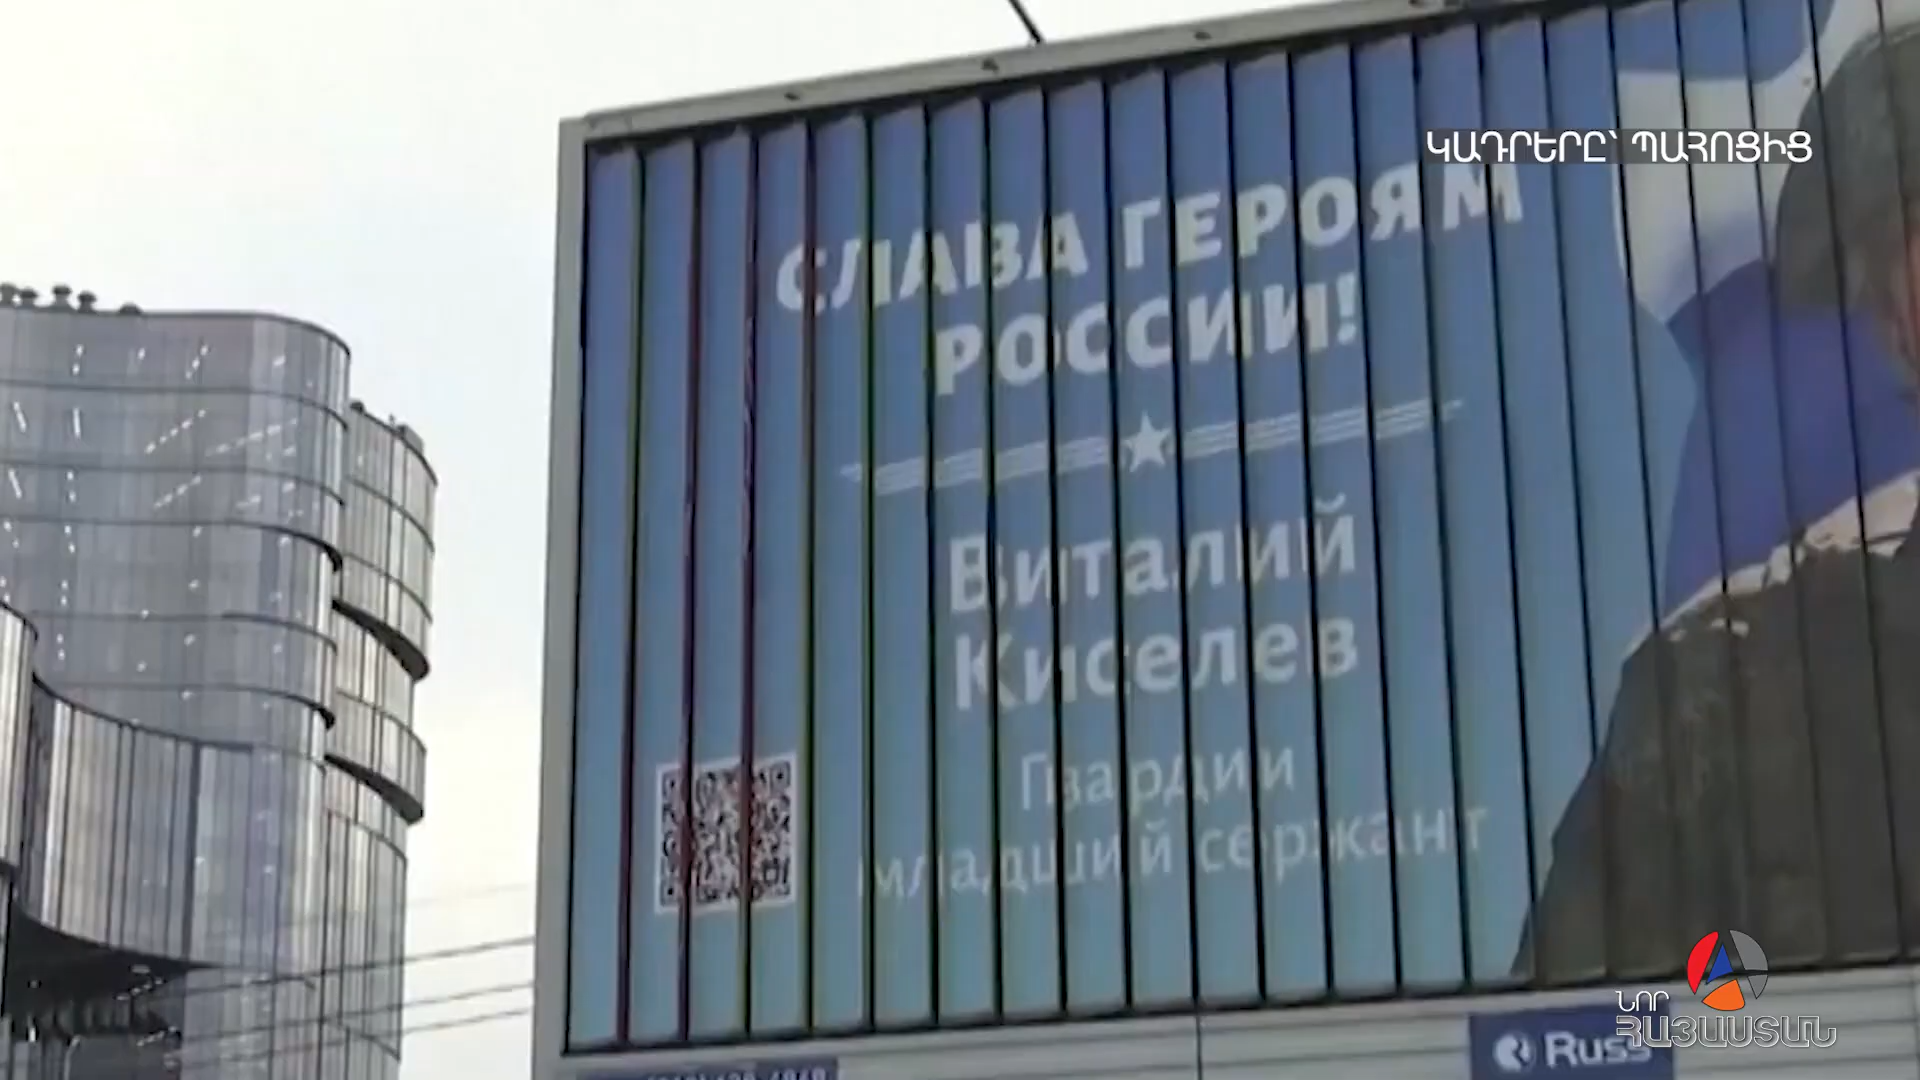 ԿԱԴՐԵՐԸ՝ ՊԱՀՈՑԻՑ
СЛАВА ГЕРОЯМ
РОССИИ!
Виталий
Киселев
Гвардии
младший сержант
Russ
ՆՈՐ
ՀԱՅԱՍՏԱՆ